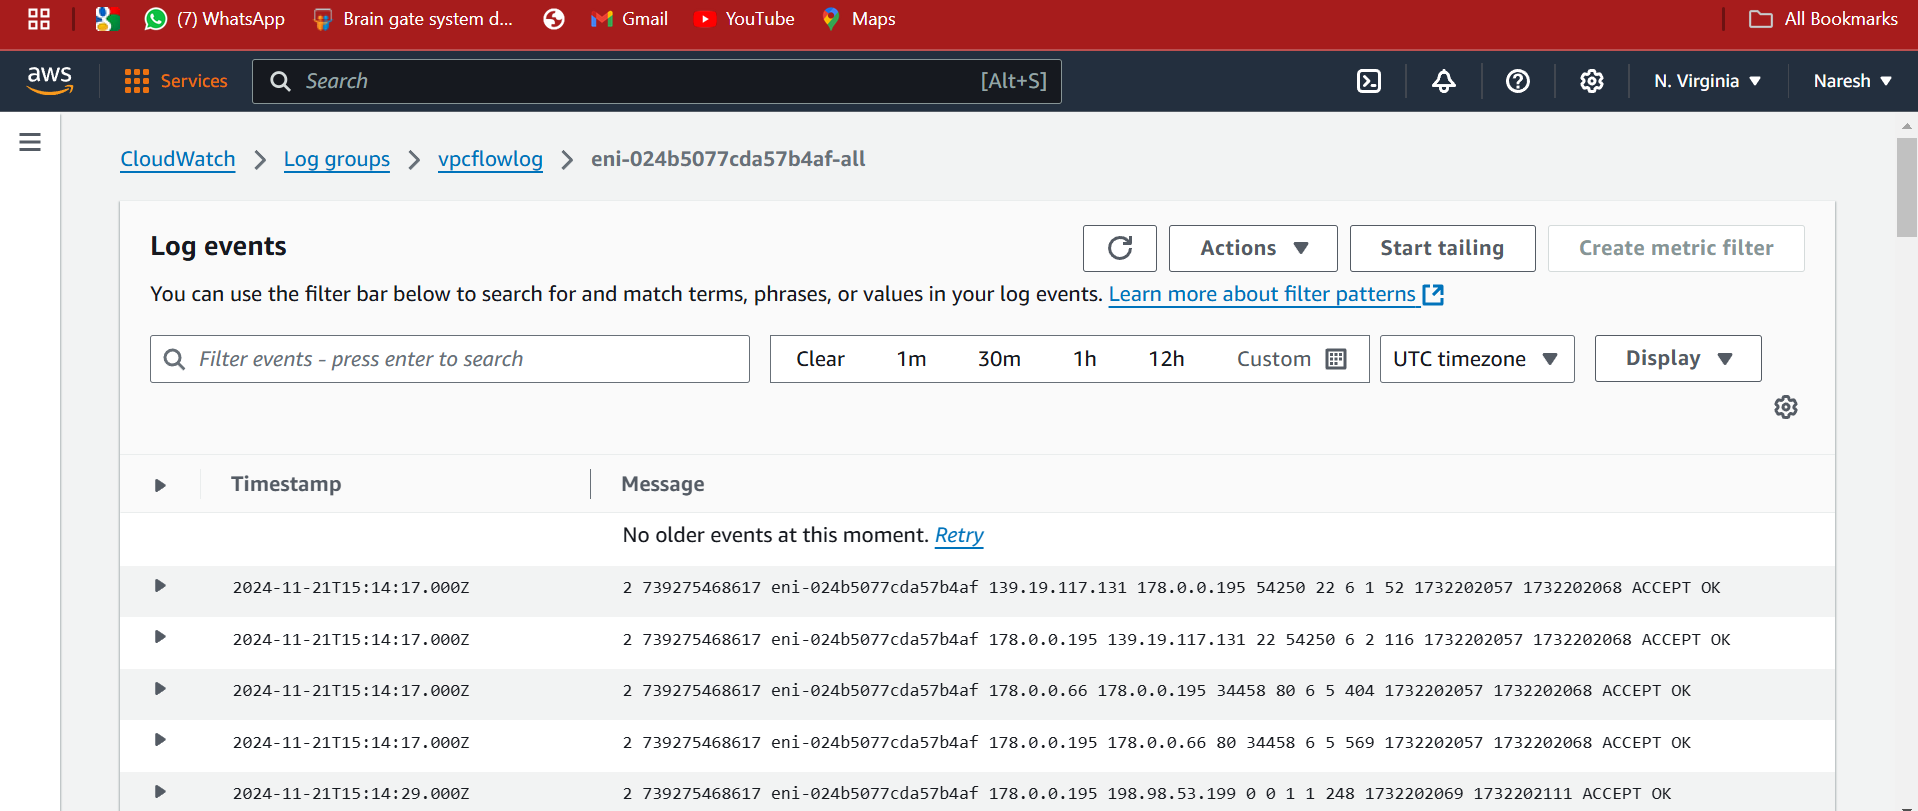 (7) WhatsApp Brain gate system d... Gmail YouTube Maps All Bookmarks
aws Services Search [Alt+S] N. Virginia Naresh
CloudWatch Log groups vpcflowlog eni-024b5077cda57b4af-all
Log events Actions Start tailing Create metric filter
You can use the filter bar below to search for and match terms, phrases, or values in your log events. Learn more about filter patterns
Filter events - press enter to search Clear 1m 30m 1h 12h Custom UTC timezone Display
Timestamp Message
No older events at this moment. Retry
2024-11-21T15:14:17.000Z 2 739275468617 eni-024b5077cda57b4af 139.19.117.131 178.0.0.195 54250 22 6 1 52 1732202057 1732202068 ACCEPT OK
2024-11-21T15:14:17.000Z 2 739275468617 eni-024b5077cda57b4af 178.0.0.195 139.19.117.131 22 54250 6 2 116 1732202057 1732202068 ACCEPT OK
2024-11-21T15:14:17.000Z 2 739275468617 eni-024b5077cda57b4af 178.0.0.66 178.0.0.195 34458 80 6 5 404 1732202057 1732202068 ACCEPT OK
2024-11-21T15:14:17.000Z 2 739275468617 eni-024b5077cda57b4af 178.0.0.195 178.0.0.66 80 34458 6 5 569 1732202057 1732202068 ACCEPT OK
2024-11-21T15:14:29.000Z 2 739275468617 eni-024b5077cda57b4af 178.0.0.195 198.98.53.199 0 0 1 1 248 1732202069 1732202111 ACCEPT OK